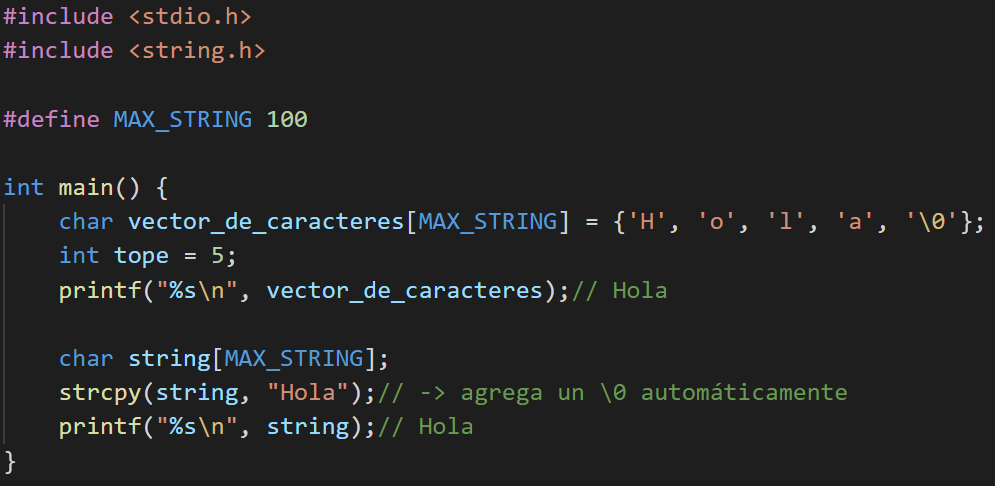 #include <stdio.h>
#include <string.h>
#define MAX_STRING 100
int main() {
    char vector_de_caracteres[MAX_STRING] = {'H', 'o', 'l', 'a', '\0'};
    int tope = 5;
    printf("%s\n", vector_de_caracteres);// Hola
    char string[MAX_STRING];
    strcpy(string, "Hola");// -> agrega un \0 automáticamente
    printf("%s\n", string);// Hola
}